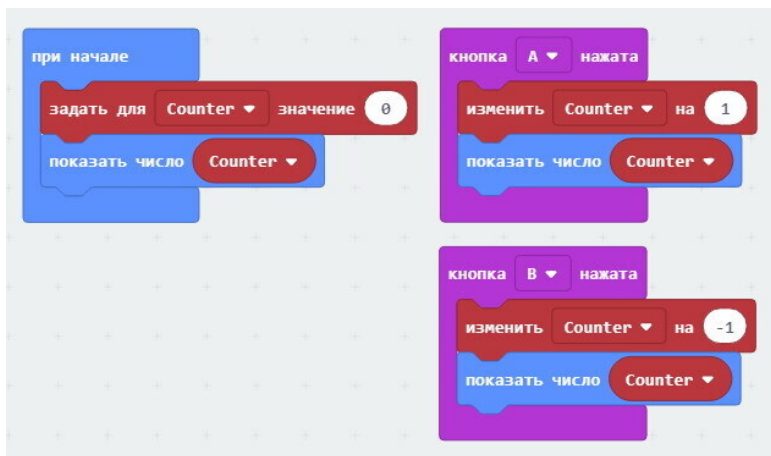 при начале
задать для Counter значение 0
показать число Counter
кнопка A нажата
изменить Counter на 1
показать число Counter
кнопка B нажата
изменить Counter на -1
показать число Counter